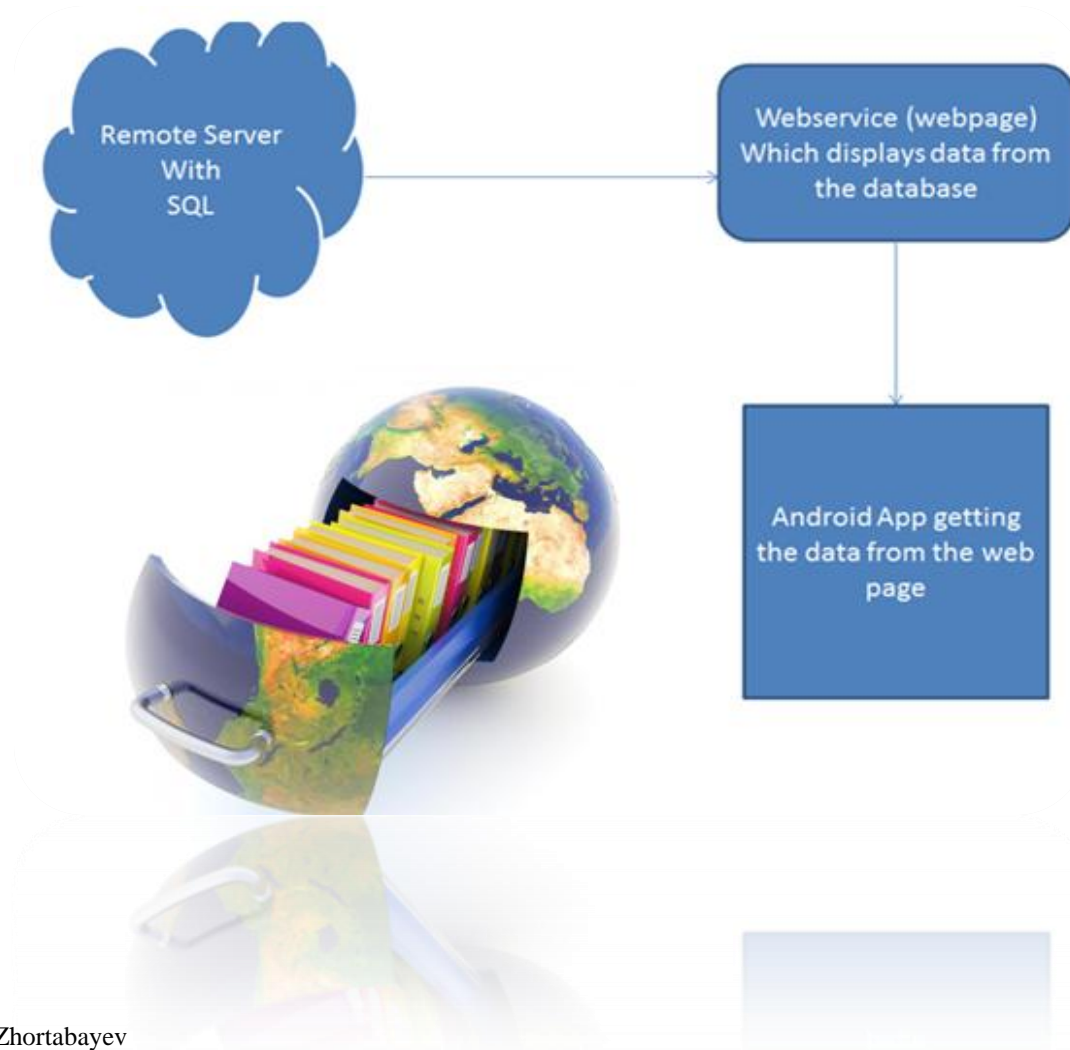 Remote Server
With
SQL
Webservice (webpage)
Which displays data from
the database
Android App getting
the data from the web
page
Zhortabayev